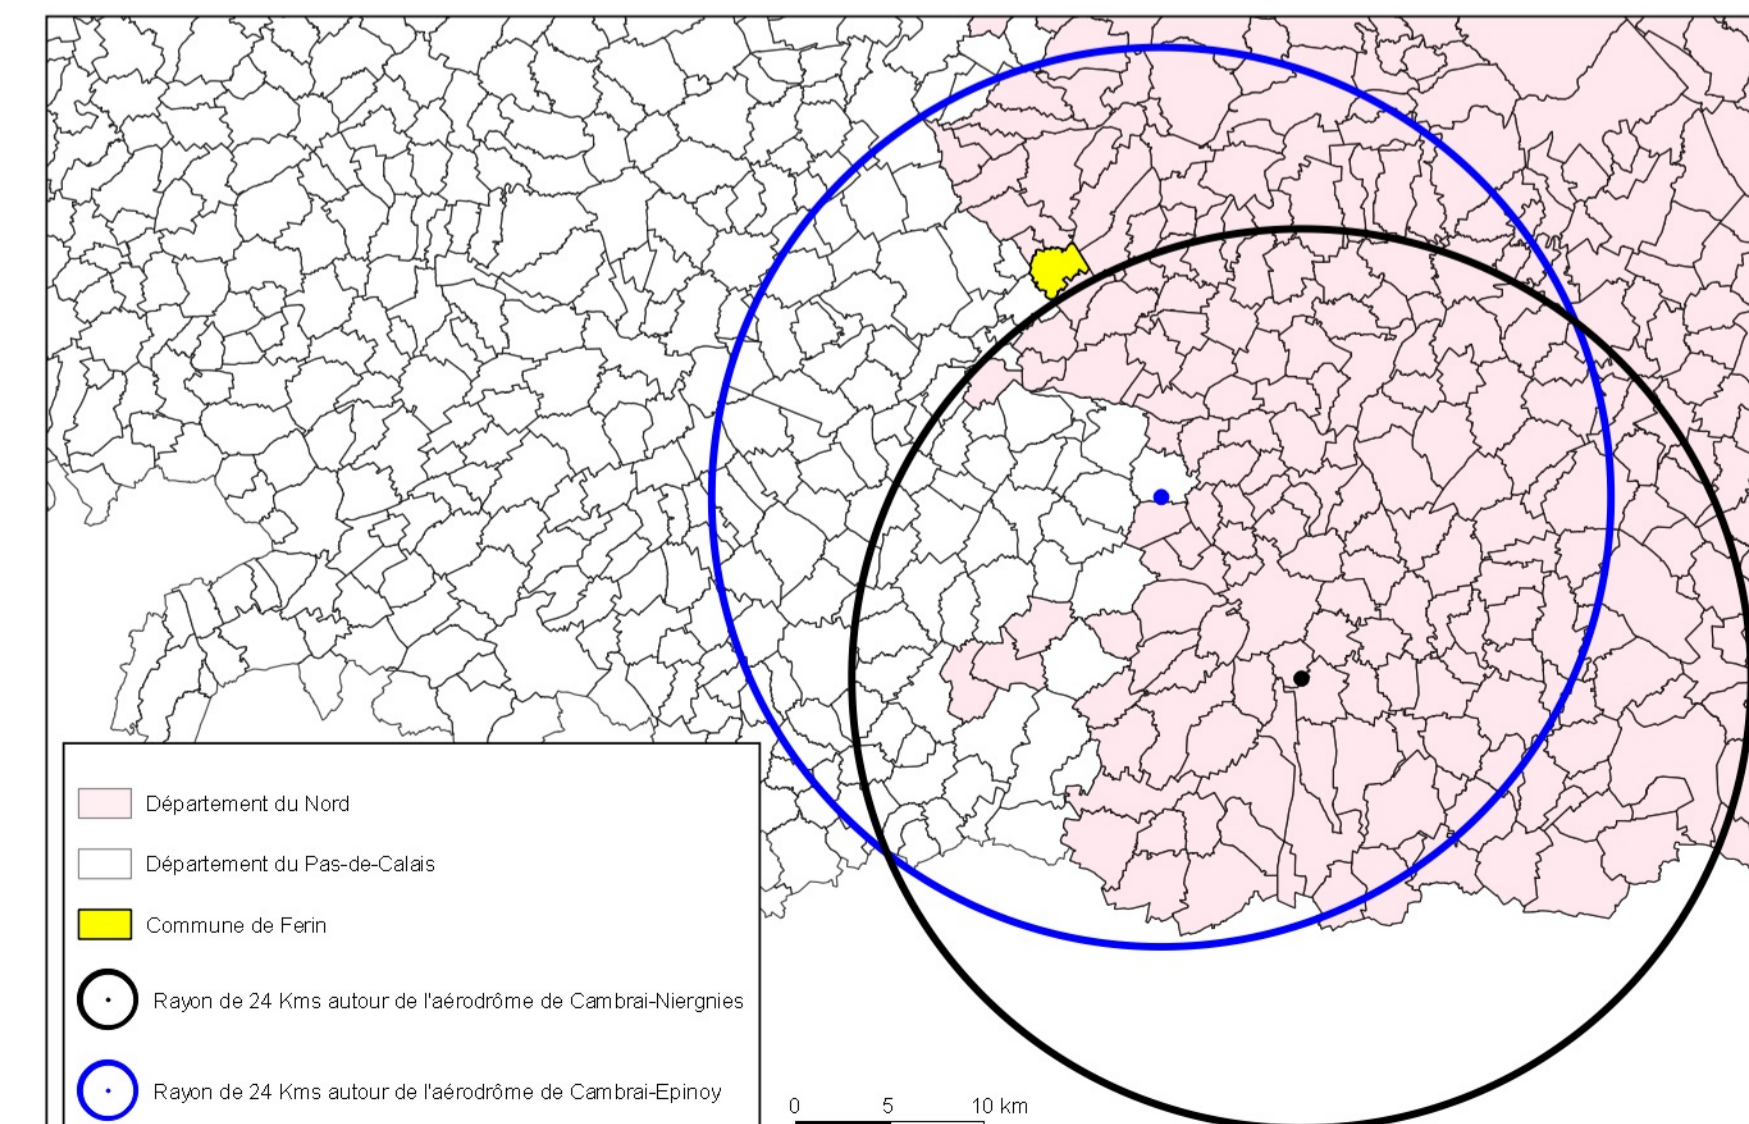 Département du Nord
Département du Pas-de-Calais
Commune de Ferin
Rayon de 24 Kms autour de l'aérodrôme de Cambrai-Niergnies
Rayon de 24 Kms autour de l'aérodrôme de Cambrai-Epinoy
0 5 10 km